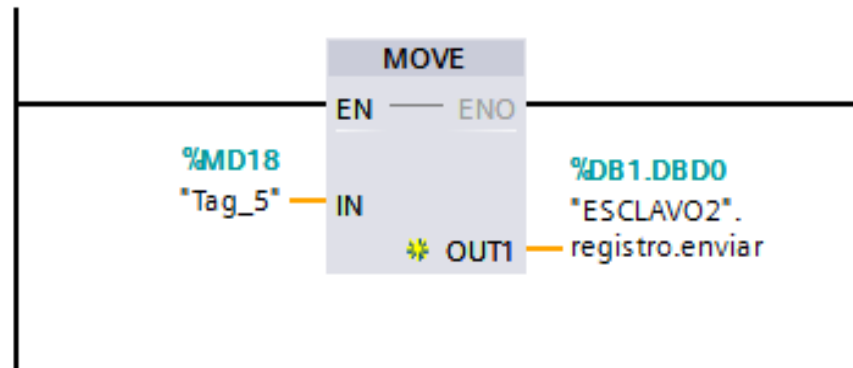 MOVE
EN ENO
%MD18
"Tag_5" IN
%DB1.DBD0
"ESCLAVO2".
OUT1 registro.enviar